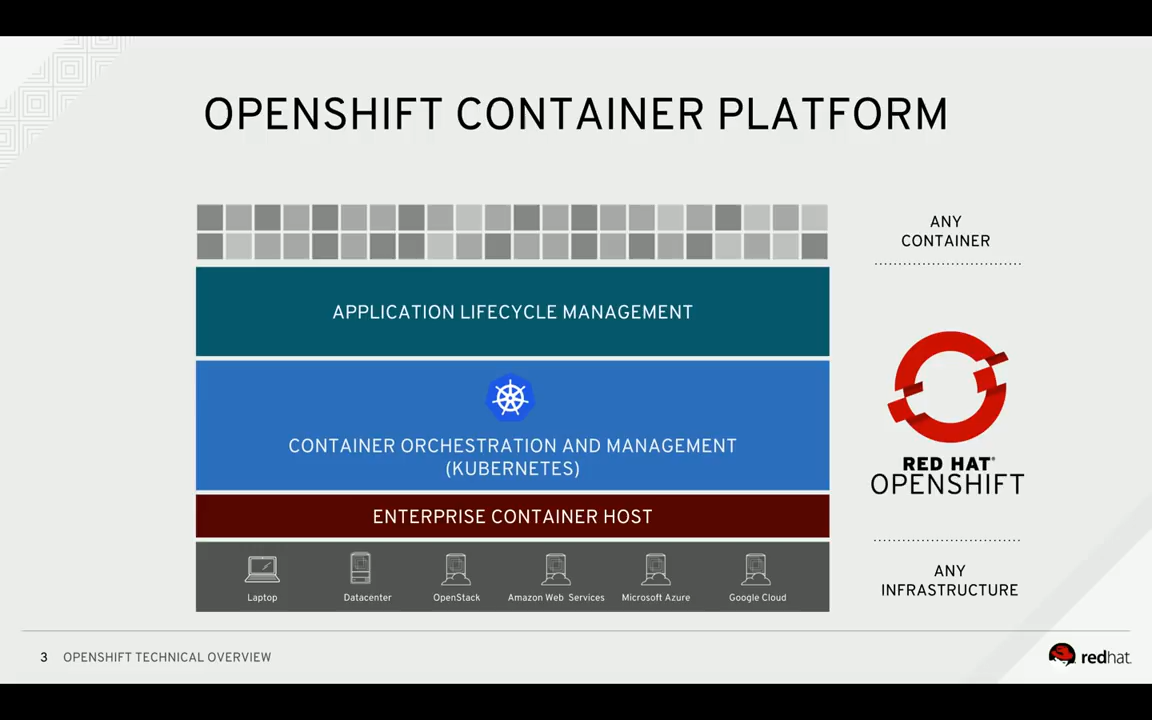 OPENSHIFT CONTAINER PLATFORM
ANY
CONTAINER
APPLICATION LIFECYCLE MANAGEMENT
CONTAINER ORCHESTRATION AND MANAGEMENT
(KUBERNETES)
RED HAT®
OPENSHIFT
ENTERPRISE CONTAINER HOST
Laptop
Datacenter
OpenStack
Amazon Web Services
Microsoft Azure
Google Cloud
ANY
INFRASTRUCTURE
3 OPENSHIFT TECHNICAL OVERVIEW
redhat.